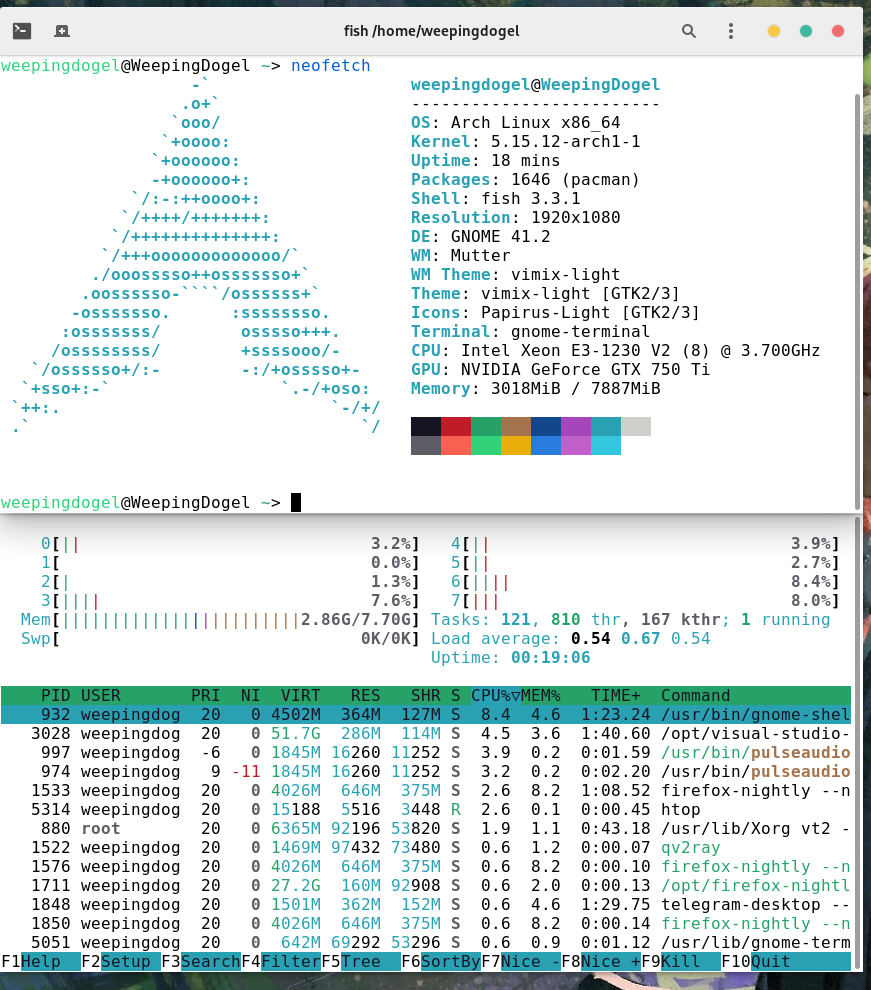 fish /home/weepingdogel
weepingdogel@WeepingDogel ~> neofetch
                   -`                    weepingdogel@WeepingDogel
                  .o+`                   -------------------------
                 `ooo/                   OS: Arch Linux x86_64
                `+oooo:                  Kernel: 5.15.12-arch1-1
               `+oooooo:                 Uptime: 18 mins
               -+oooooo+:                Packages: 1646 (pacman)
             `/:-:++oooo+:               Shell: fish 3.3.1
            `/++++/+++++++:              Resolution: 1920x1080
           `/++++++++++++++:             DE: GNOME 41.2
          `/+++ooooooooooooo/`           WM: Mutter
         ./ooosssso++osssssso+`          WM Theme: vimix-light
        .oossssso-````/ossssss+`         Theme: vimix-light [GTK2/3]
       -osssssso.      :ssssssso.        Icons: Papirus-Light [GTK2/3]
      :osssssss/        osssso+++.       Terminal: gnome-terminal
     /ossssssss/        +ssssooo/-       CPU: Intel Xeon E3-1230 V2 (8) @ 3.700GHz
   `/ossssso+/:-        -:/+osssso+-     GPU: NVIDIA GeForce GTX 750 Ti
  `+sso+:-`                 `.-/+oso:    Memory: 3018MiB / 7887MiB
 `++:.                           `-/+/
 .`                                 `/
weepingdogel@WeepingDogel ~>
0[|| 3.2%] 4[|| 3.9%]
1[ 0.0%] 5[|| 2.7%]
2[| 1.3%] 6[|||| 8.4%]
3[|||| 7.6%] 7[||| 8.0%]
Mem[||||||||||||||||||||||||2.86G/7.70G] Tasks: 121, 810 thr, 167 kthr; 1 running
Swp[ 0K/0K] Load average: 0.54 0.67 0.54
Uptime: 00:19:06
PID USER PRI NI VIRT RES SHR S CPU%▽MEM% TIME+ Command
932 weepingdog 20 0 4502M 364M 127M S 8.4 4.6 1:23.24 /usr/bin/gnome-shel
3028 weepingdog 20 0 51.7G 286M 114M S 4.5 3.6 1:40.60 /opt/visual-studio-
997 weepingdog -6 0 1845M 16260 11252 S 3.9 0.2 0:01.59 /usr/bin/pulseaudio
974 weepingdog 9 -11 1845M 16260 11252 S 3.2 0.2 0:02.20 /usr/bin/pulseaudio
1533 weepingdog 20 0 4026M 646M 375M S 2.6 8.2 1:08.52 firefox-nightly --n
5314 weepingdog 20 0 15188 5516 3448 R 2.6 0.1 0:00.45 htop
880 root 20 0 6365M 92196 53820 S 1.9 1.1 0:43.18 /usr/lib/Xorg vt2 -
1522 weepingdog 20 0 1469M 97432 73480 S 0.6 1.2 0:00.07 qv2ray
1576 weepingdog 20 0 4026M 646M 375M S 0.6 8.2 0:00.10 firefox-nightly --n
1711 weepingdog 20 0 27.2G 160M 92908 S 0.6 2.0 0:00.13 /opt/firefox-nightl
1848 weepingdog 20 0 1501M 362M 152M S 0.6 4.6 1:29.75 telegram-desktop --
1850 weepingdog 20 0 4026M 646M 375M S 0.6 8.2 0:00.14 firefox-nightly --n
5051 weepingdog 20 0 642M 69292 53296 S 0.6 0.9 0:01.12 /usr/lib/gnome-term
F1Help F2Setup F3SearchF4FilterF5Tree F6SortByF7Nice -F8Nice +F9Kill F10Quit